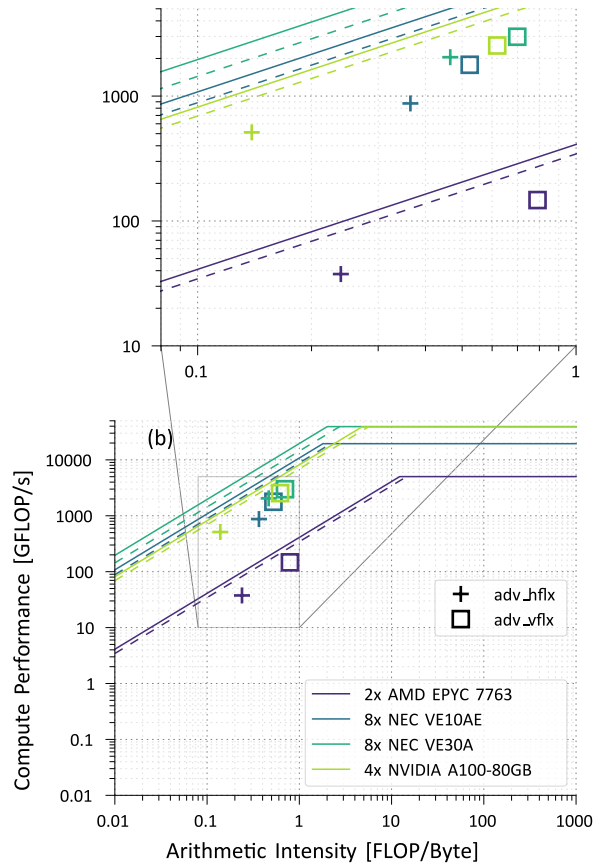 1000
100
10
0.1
1
(b)
10000
1000
100
10
1
0.1
0.01
Compute Performance [GFLOP/s]
adv_hflx
adv_vflx
2x AMD EPYC 7763
8x NEC VE10AE
8x NEC VE30A
4x NVIDIA A100-80GB
0.01 0.1 1 10 100 1000
Arithmetic Intensity [FLOP/Byte]